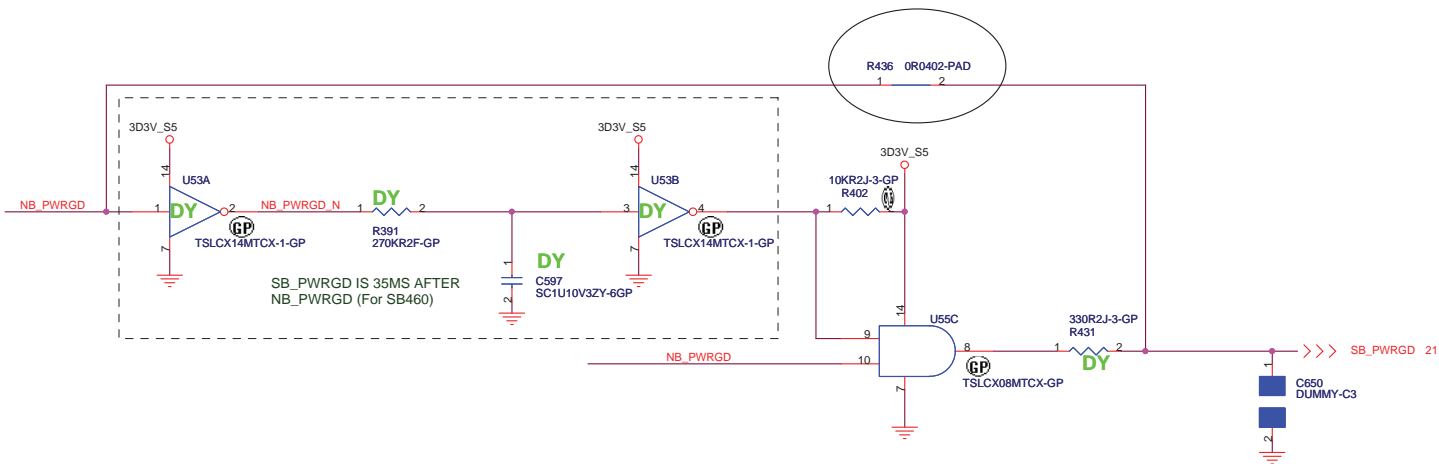 R436 0R0402-PAD
1 2
3D3V_S5
3D3V_S5
3D3V_S5
14
U53A
14
U53B
10KR2J-3-GP
R402
NB_PWRGD
1
DY
2
NB_PWRGD_N
1
DY
2
3
DY
4
1
GP
TSLCX14MTCX-1-GP
7
R391
270KR2F-GP
GP
TSLCX14MTCX-1-GP
7
SB_PWRGD IS 35MS AFTER
NB_PWRGD (For SB460)
1
DY
C597
SC1U10V3ZY-6GP
2
14
U55C
330R2J-3-GP
R431
9
NB_PWRGD
10
8
1
2
DY
GP
TSLCX08MTCX-GP
7
SB_PWRGD 21
1
C650
DUMMY-C3
2